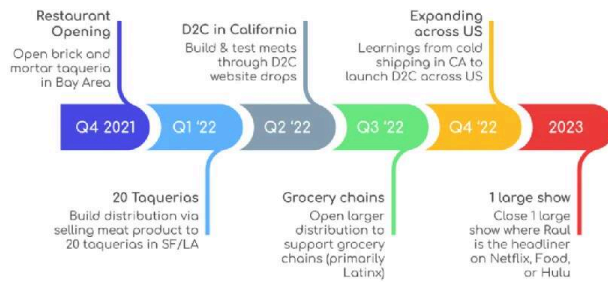 Restaurant
Opening
Open brick and
mortar taqueria
in Bay Area
D2C in California
Build & test meats
through D2C
website drops
Expanding
across US
Learnings from cold
shipping in CA to
launch D2C across US
Q4 2021
Q1 '22
Q2 '22
Q3 '22
Q4 '22
2023
20 Taquerias
Build distribution via
selling meat product to
20 taquerias in SF/LA
Grocery chains
Open larger
distribution to
support grocery
chains (primarily
Latinx)
1 large show
Close 1 large
show where Raul
is the headliner
on Netflix, Food,
or Hulu